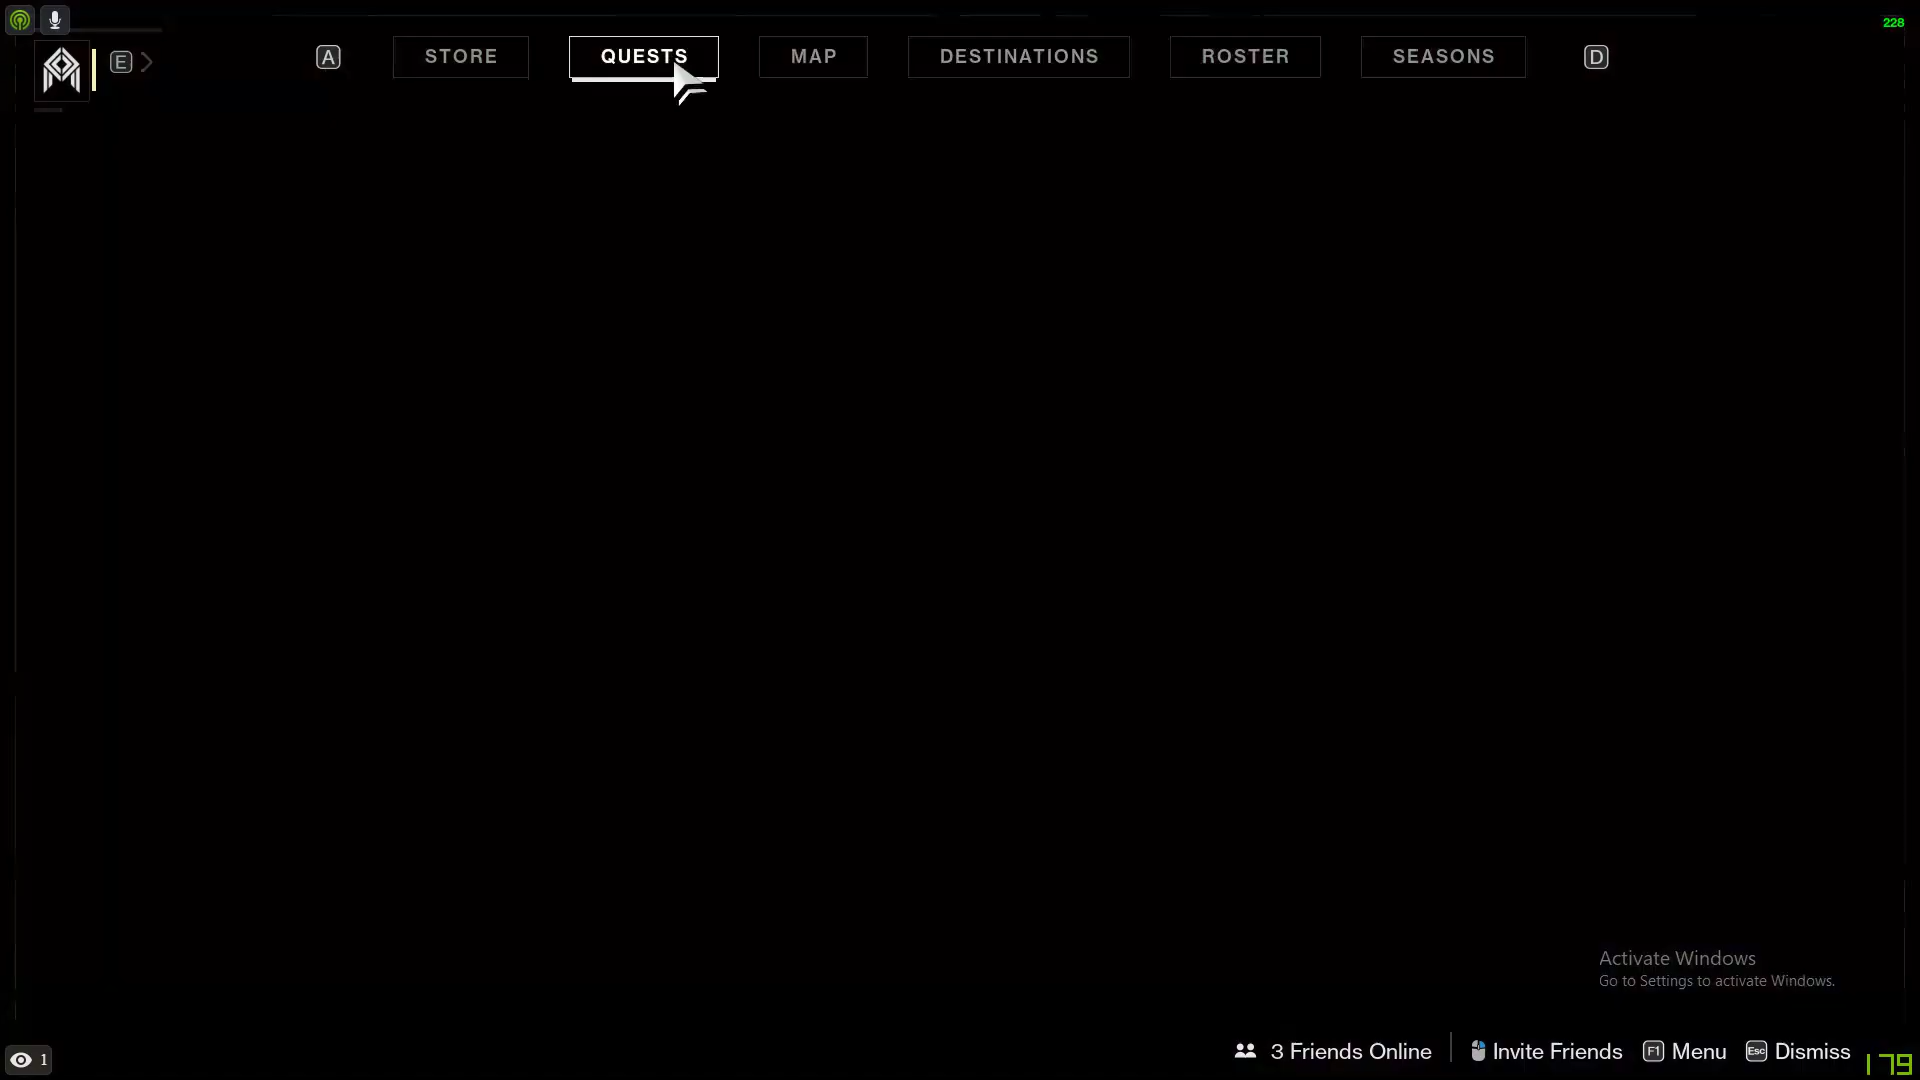 228
E
A
STORE
QUESTS
MAP
DESTINATIONS
ROSTER
SEASONS
D
Activate Windows
Go to Settings to activate Windows.
1
3 Friends Online
Invite Friends
F1 Menu
Esc Dismiss
179